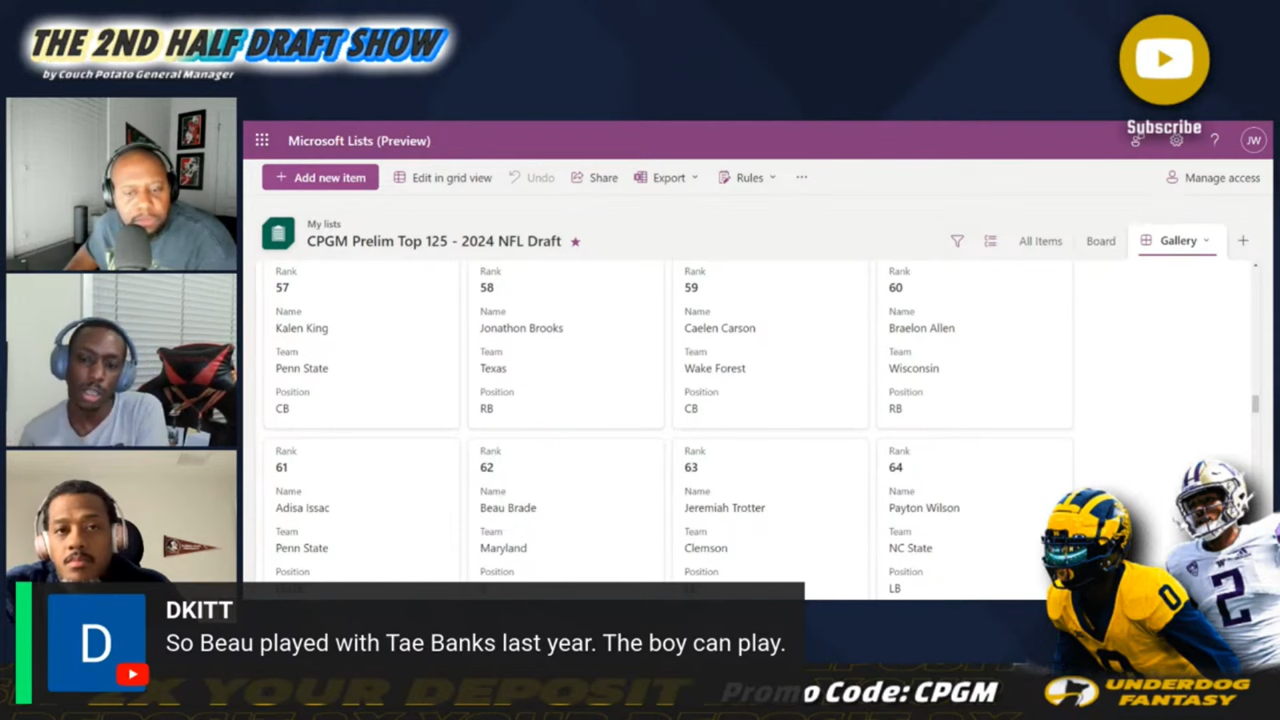 THE 2ND HALF DRAFT SHOW
by Couch Potato General Manager
Subscribe
Microsoft Lists (Preview)
?
JW
+ Add new item
Edit in grid view
Undo
Share
Export
Rules
...
Manage access
My lists
CPGM Prelim Top 125 - 2024 NFL Draft
All Items
Board
Gallery
+
Rank
57
Name
Kalen King
Team
Penn State
Position
CB
Rank
58
Name
Jonathon Brooks
Team
Texas
Position
RB
Rank
59
Name
Caelen Carson
Team
Wake Forest
Position
CB
Rank
60
Name
Braelon Allen
Team
Wisconsin
Position
RB
Rank
61
Name
Adisa Issac
Team
Penn State
Position
Rank
62
Name
Beau Brade
Team
Maryland
Position
Rank
63
Name
Jeremiah Trotter
Team
Clemson
Position
Rank
64
Name
Payton Wilson
Team
NC State
Position
LB
D
DKITT
So Beau played with Tae Banks last year. The boy can play.
0
W
2
2X YOUR DEPOSIT
Promo Code: CPGM
UNDERDOG
FANTASY